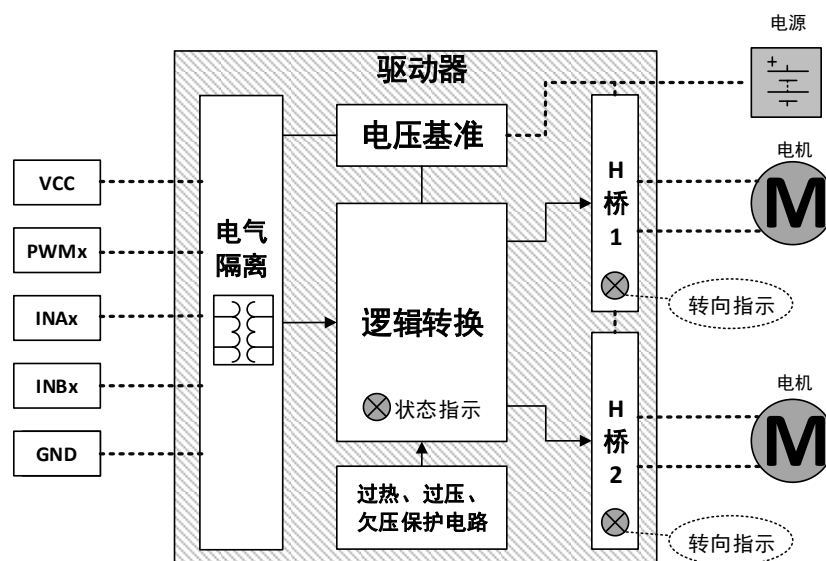 电源
+
驱动器
电压基准
电机
M
H
桥
1
转向指示
VCC
PWMx
INAx
INBx
GND
电气
隔离
逻辑转换
状态指示
过热、过压、
欠压保护电路
H
桥
2
电机
M
转向指示